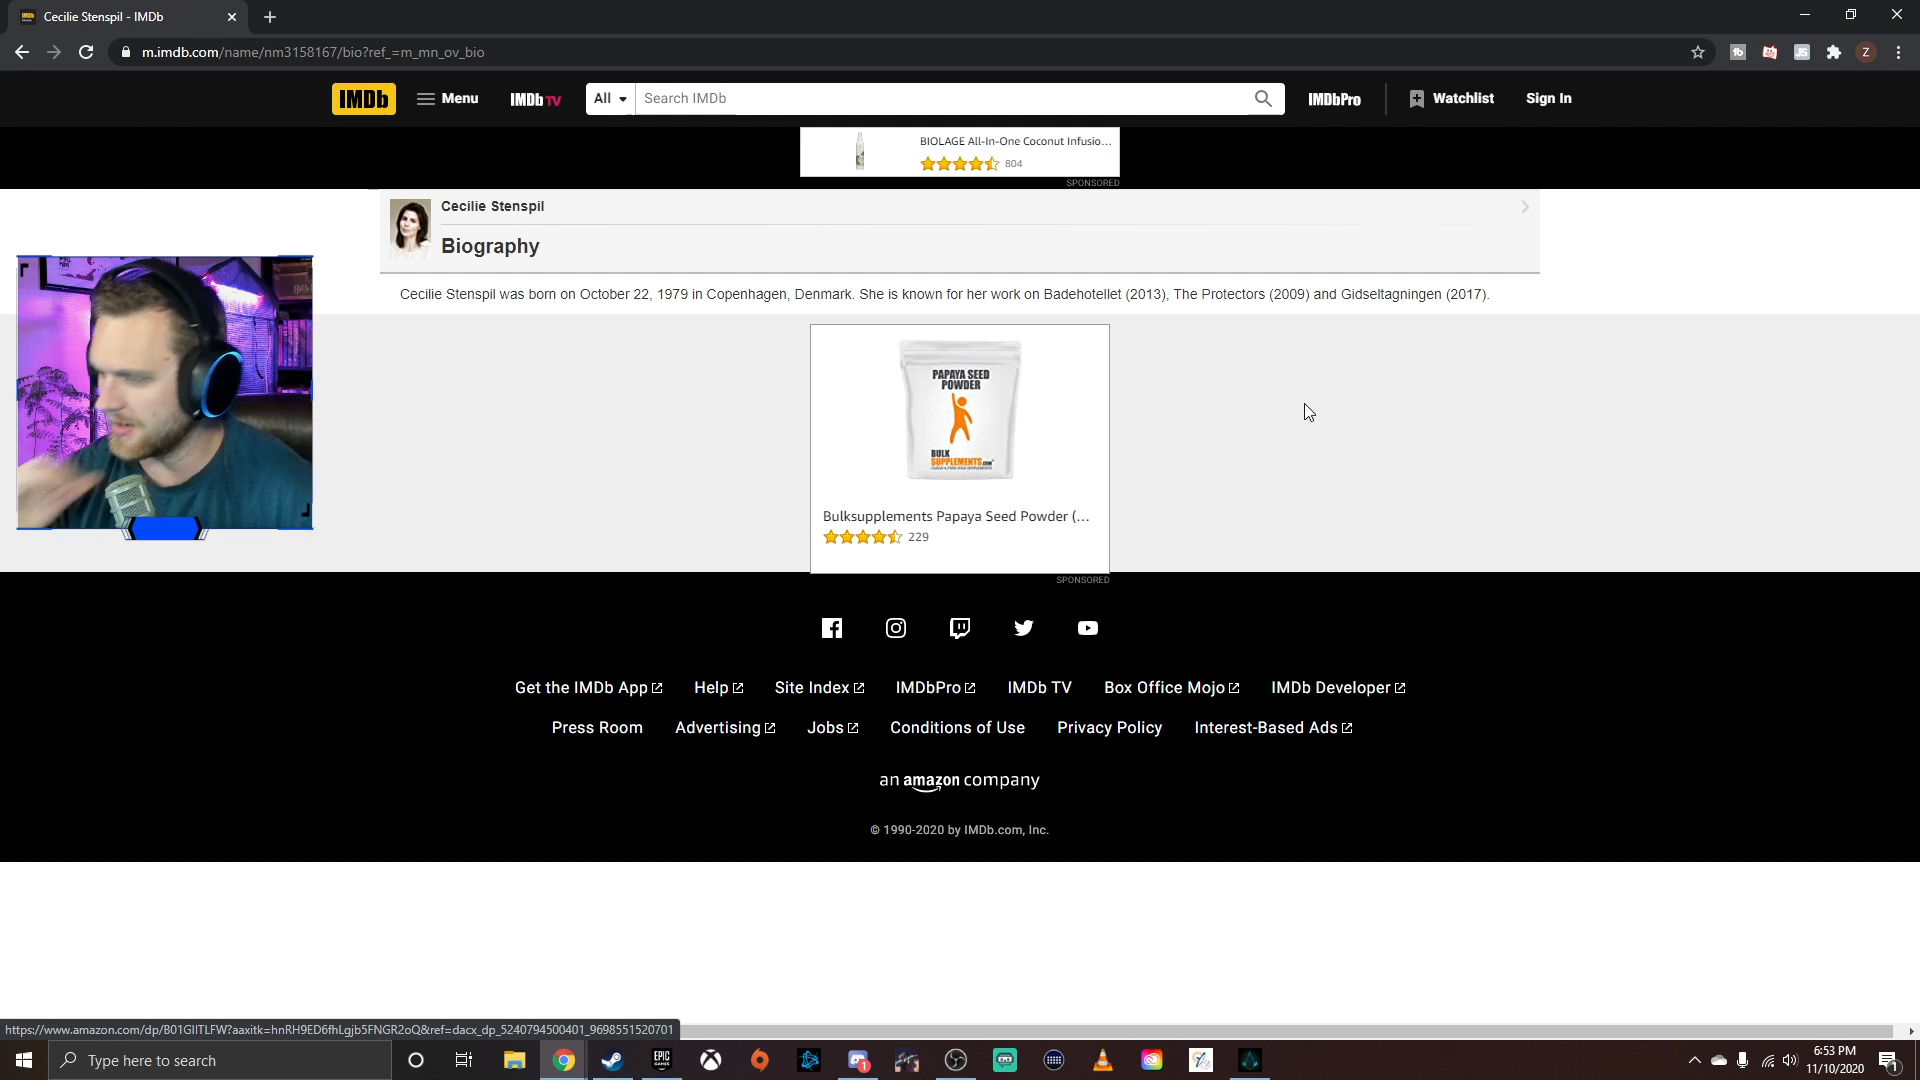 Cecilie Stenspil - IMDb
m.imdb.com/name/nm3158167/bio?ref_=m_mn_ov_bio
Z
IMDb Menu IMDb TV All Search IMDb IMDbPro Watchlist Sign In
BIOLAGE All-In-One Coconut Infusio...
804
SPONSORED
Cecilie Stenspil
Biography
Cecilie Stenspil was born on October 22, 1979 in Copenhagen, Denmark. She is known for her work on Badehotellet (2013), The Protectors (2009) and Gidseltagningen (2017).
PAPAYA SEED
POWDER
BULK
SUPPLEMENTS.COM
Bulksupplements Papaya Seed Powder (...
229
SPONSORED
Get the IMDb App Help Site Index IMDbPro IMDb TV Box Office Mojo IMDb Developer
Press Room Advertising Jobs Conditions of Use Privacy Policy Interest-Based Ads
an amazon company
© 1990-2020 by IMDb.com, Inc.
https://www.amazon.com/dp/B01GIITLFW?aaxitk=hnRH9ED6fhLgjb5FNGR2oQ&ref=dacx_dp_5240794500401_9698551520701
Type here to search
EPIC
GAMES
1
6:53 PM
11/10/2020
1